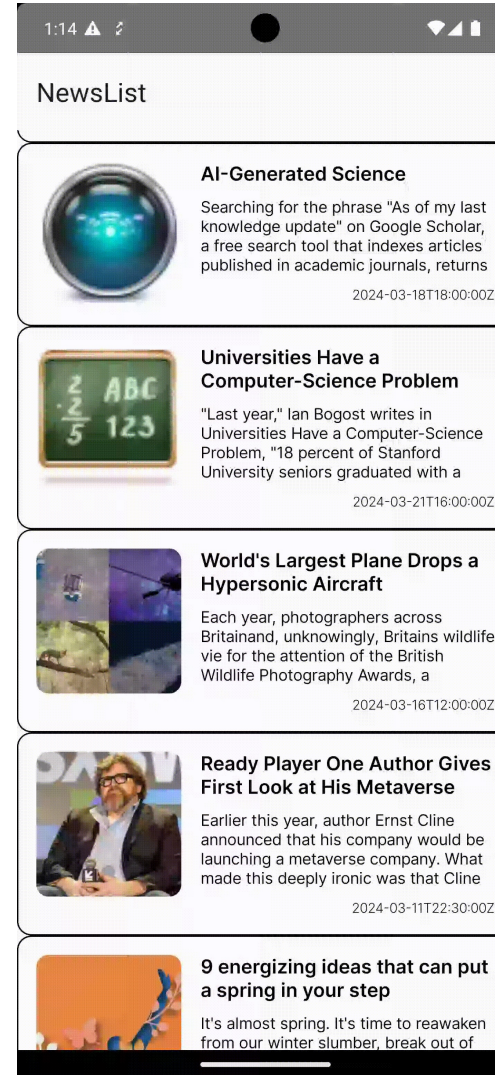 1:14
NewsList
AI-Generated Science
Searching for the phrase "As of my last
knowledge update" on Google Scholar,
a free search tool that indexes articles
published in academic journals, returns
2024-03-18T18:00:00Z
2
2
5
ABC
123
Universities Have a
Computer-Science Problem
"Last year," Ian Bogost writes in
Universities Have a Computer-Science
Problem, "18 percent of Stanford
University seniors graduated with a
2024-03-21T16:00:00Z
World's Largest Plane Drops a
Hypersonic Aircraft
Each year, photographers across
Britainand, unknowingly, Britains wildlife
vie for the attention of the British
Wildlife Photography Awards, a
2024-03-16T12:00:00Z
Ready Player One Author Gives
First Look at His Metaverse
Earlier this year, author Ernst Cline
announced that his company would be
launching a metaverse company. What
made this deeply ironic was that Cline
2024-03-11T22:30:00Z
9 energizing ideas that can put
a spring in your step
It's almost spring. It's time to reawaken
from our winter slumber, break out of